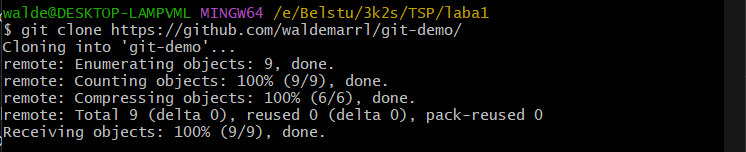 walde@DESKTOP-LAMPVML MINGW64 /e/Belstu/3k2s/TSP/laba1
$ git clone https://github.com/waldemarrl/git-demo/
Cloning into 'git-demo'...
remote: Enumerating objects: 9, done.
remote: Counting objects: 100% (9/9), done.
remote: Compressing objects: 100% (6/6), done.
remote: Total 9 (delta 0), reused 0 (delta 0), pack-reused 0
Receiving objects: 100% (9/9), done.